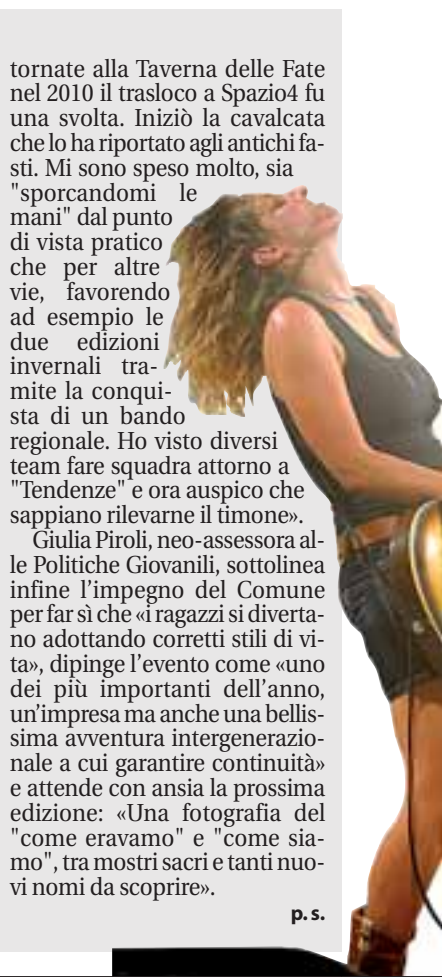 tornate alla Taverna delle Fate
nel 2010 il trasloco a Spazio4 fu
una svolta. Iniziò la cavalcata
che lo ha riportato agli antichi fa-
sti. Mi sono speso molto, sia
"sporcandomi le
mani" dal punto
di vista pratico
che per altre
vie, favorendo
ad esempio le
due edizioni
invernali tra-
mite la conqui-
sta di un bando
regionale. Ho visto diversi
team fare squadra attorno a
"Tendenze" e ora auspico che
sappiano rilevarne il timone».
Giulia Piroli, neo-assessora al-
le Politiche Giovanili, sottolinea
infine l'impegno del Comune
per far sì che «i ragazzi si diverta-
no adottando corretti stili di vi-
ta», dipinge l'evento come «uno
dei più importanti dell'anno,
un'impresa ma anche una bellis-
sima avventura intergenerazio-
nale a cui garantire continuità»
e attende con ansia la prossima
edizione: «Una fotografia del
"come eravamo" e "come sia-
mo", tra mostri sacri e tanti nuo-
vi nomi da scoprire».
p. s.